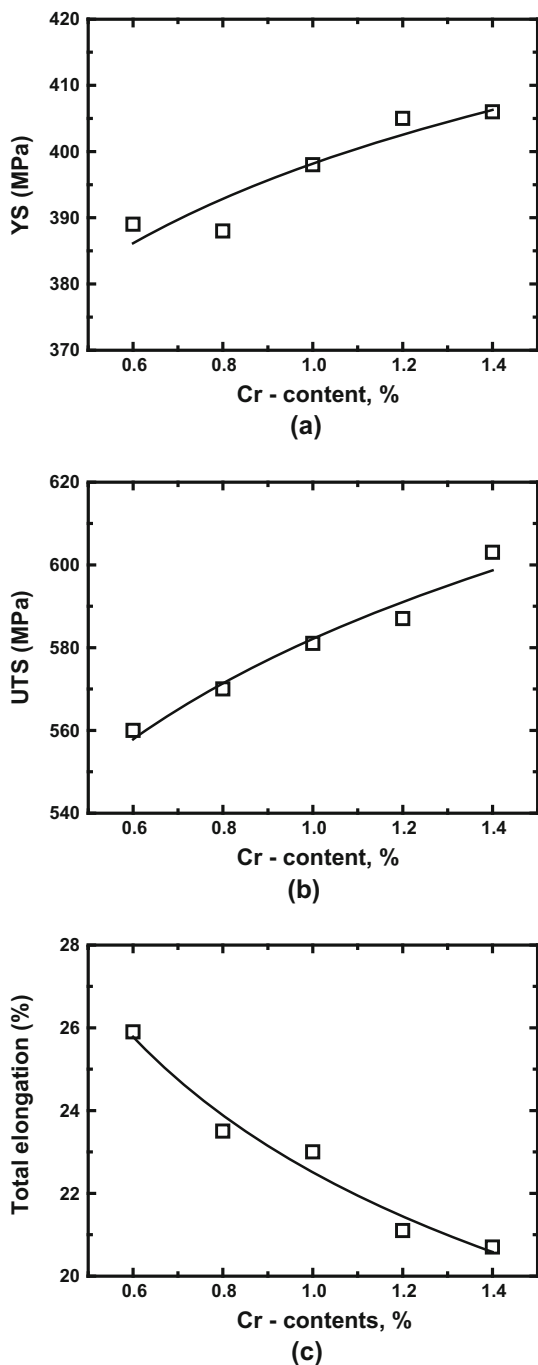 420
410
400
390
380
370
YS (MPa)
0.6 0.8 1.0 1.2 1.4
Cr - content, %
(a)
620
600
580
560
540
UTS (MPa)
0.6 0.8 1.0 1.2 1.4
Cr - content, %
(b)
28
26
24
22
20
Total elongation (%)
0.6 0.8 1.0 1.2 1.4
Cr - contents, %
(c)